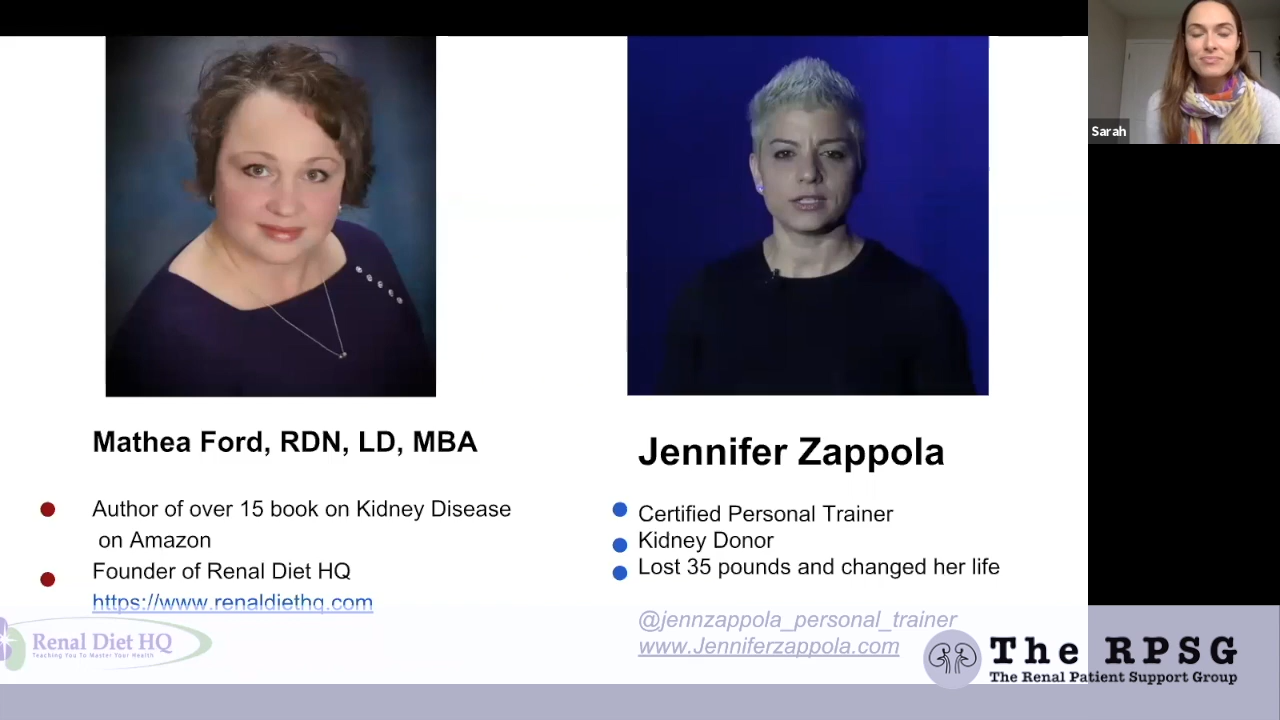 Sarah
Mathea Ford, RDN, LD, MBA
Author of over 15 book on Kidney Disease
on Amazon
Founder of Renal Diet HQ
https://www.renaldiethq.com
Renal Diet HQ
Teaching You To Master Your Health
Jennifer Zappola
Certified Personal Trainer
Kidney Donor
Lost 35 pounds and changed her life
@jennzappola_personal_trainer
www.Jenniferzappola.com
The RPSG
The Renal Patient Support Group